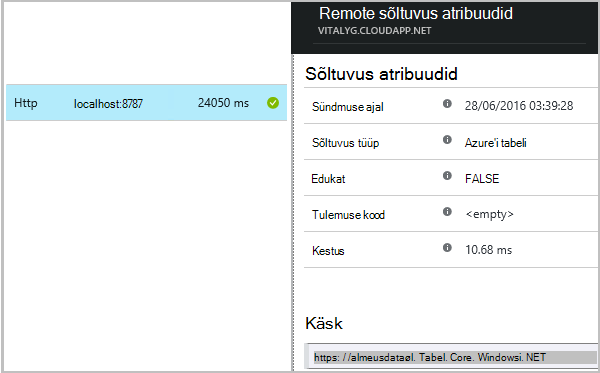 Remote sõltuvus atribuudid
VITALYG.CLOUDAPP.NET
Http localhost:8787 24050 ms
Sõltuvus atribuudid
Sündmuse ajal 28/06/2016 03:39:28
Sõltuvus tüüp Azure'i tabeli
Edukat FALSE
Tulemuse kood <empty>
Kestus 10.68 ms
Käsk
https: //almeusdataøl. Tabel. Core. Windowsi. NET